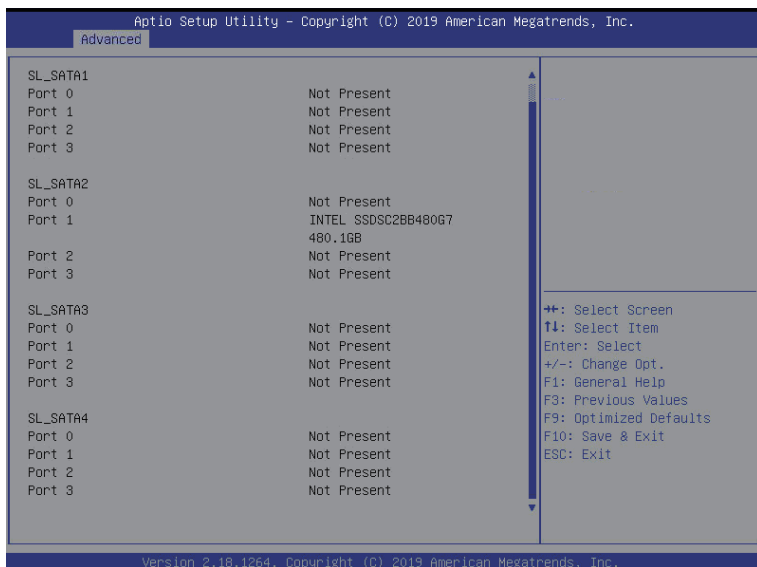 Aptio Setup Utility – Copyright (C) 2019 American Megatrends, Inc.
Advanced
SL_SATA1
Port 0 Not Present
Port 1 Not Present
Port 2 Not Present
Port 3 Not Present
SL_SATA2
Port 0 Not Present
Port 1 INTEL SSDSC2BB480G7
480.1GB
Port 2 Not Present
Port 3 Not Present
SL_SATA3
Port 0 Not Present
Port 1 Not Present
Port 2 Not Present
Port 3 Not Present
SL_SATA4
Port 0 Not Present
Port 1 Not Present
Port 2 Not Present
Port 3 Not Present
→←: Select Screen
↑↓: Select Item
Enter: Select
+/-: Change Opt.
F1: General Help
F3: Previous Values
F9: Optimized Defaults
F10: Save & Exit
ESC: Exit
Version 2.18.1264. Copyright (C) 2019 American Megatrends, Inc.